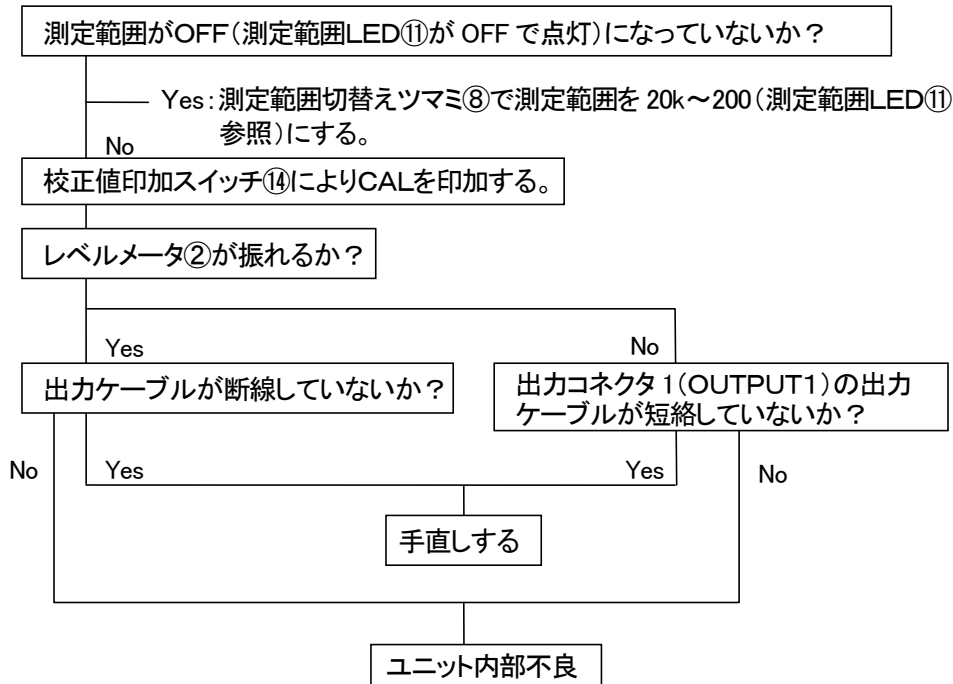 測定範囲がOFF(測定範囲LED⑪が OFF で点灯)になっていないか?
Yes:測定範囲切替えツマミ⑧で測定範囲を 20k~200(測定範囲LED⑪
参照)にする。
No
校正値印加スイッチ⑭によりCALを印加する。
レベルメータ②が振れるか?
Yes
No
出力ケーブルが断線していないか?
出力コネクタ1(OUTPUT1)の出力
ケーブルが短絡していないか?
No
Yes
Yes
No
手直しする
ユニット内部不良